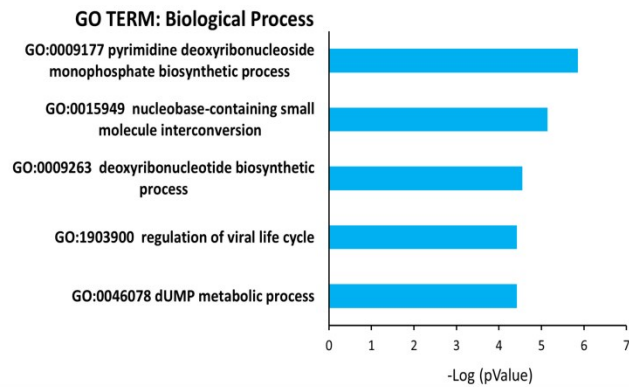 GO TERM: Biological Process
GO:0009177 pyrimidine deoxyribonucleoside
monophosphate biosynthetic process
GO:0015949 nucleobase-containing small
molecule interconversion
GO:0009263 deoxyribonucleotide biosynthetic
process
GO:1903900 regulation of viral life cycle
GO:0046078 dUMP metabolic process
0 1 2 3 4 5 6 7
-Log (pValue)